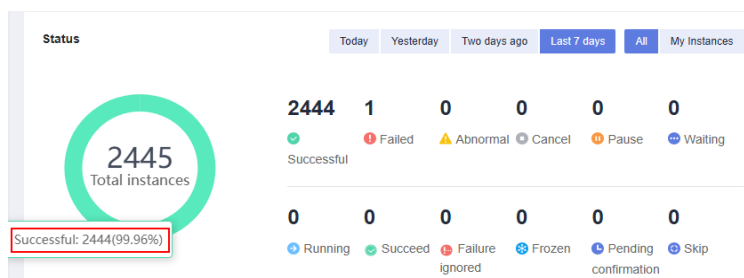 Status
Today Yesterday Two days ago Last 7 days All My Instances
2444 1 0 0 0 0
Successful Failed Abnormal Cancel Pause Waiting
2445
Total instances
Successful: 2444(99.96%)
0 0 0 0 0 0
Running Succeed Failure ignored Frozen Pending confirmation Skip